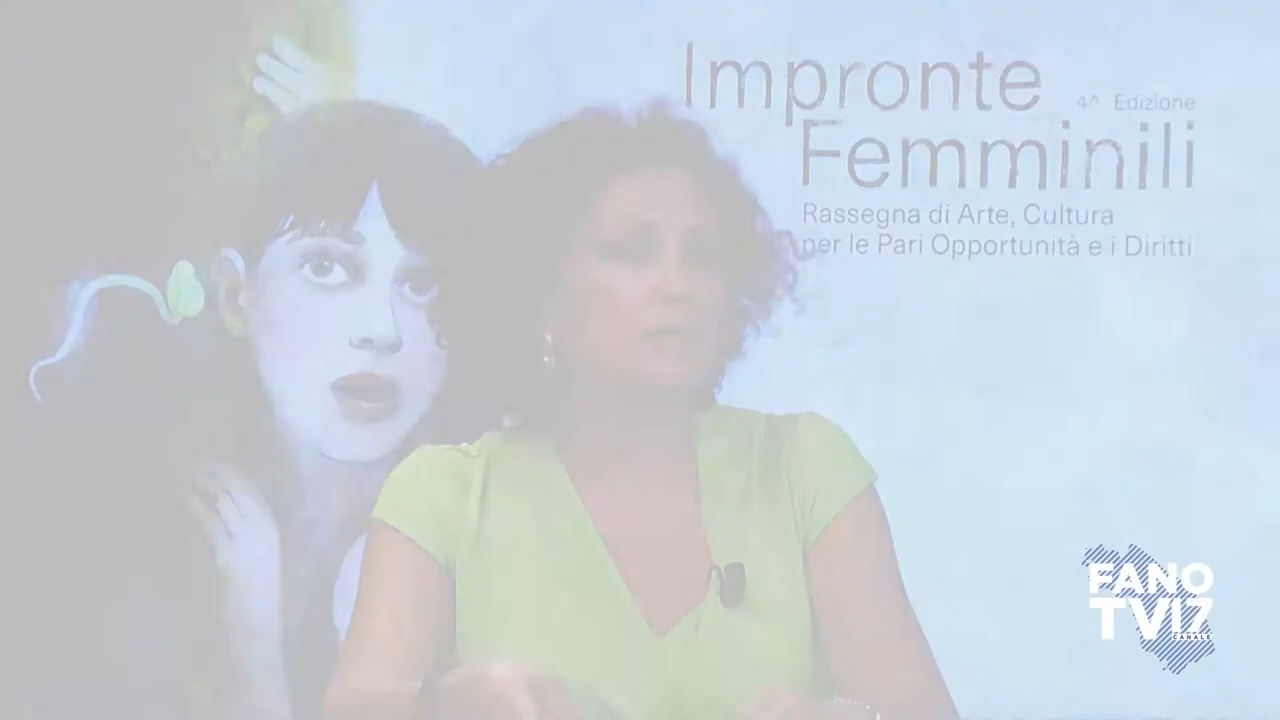 Impronte
4^ Edizione
Femminili
Rassegna di Arte, Cultura
per le Pari Opportunità e i Diritti
FANO
TV17
CANALE